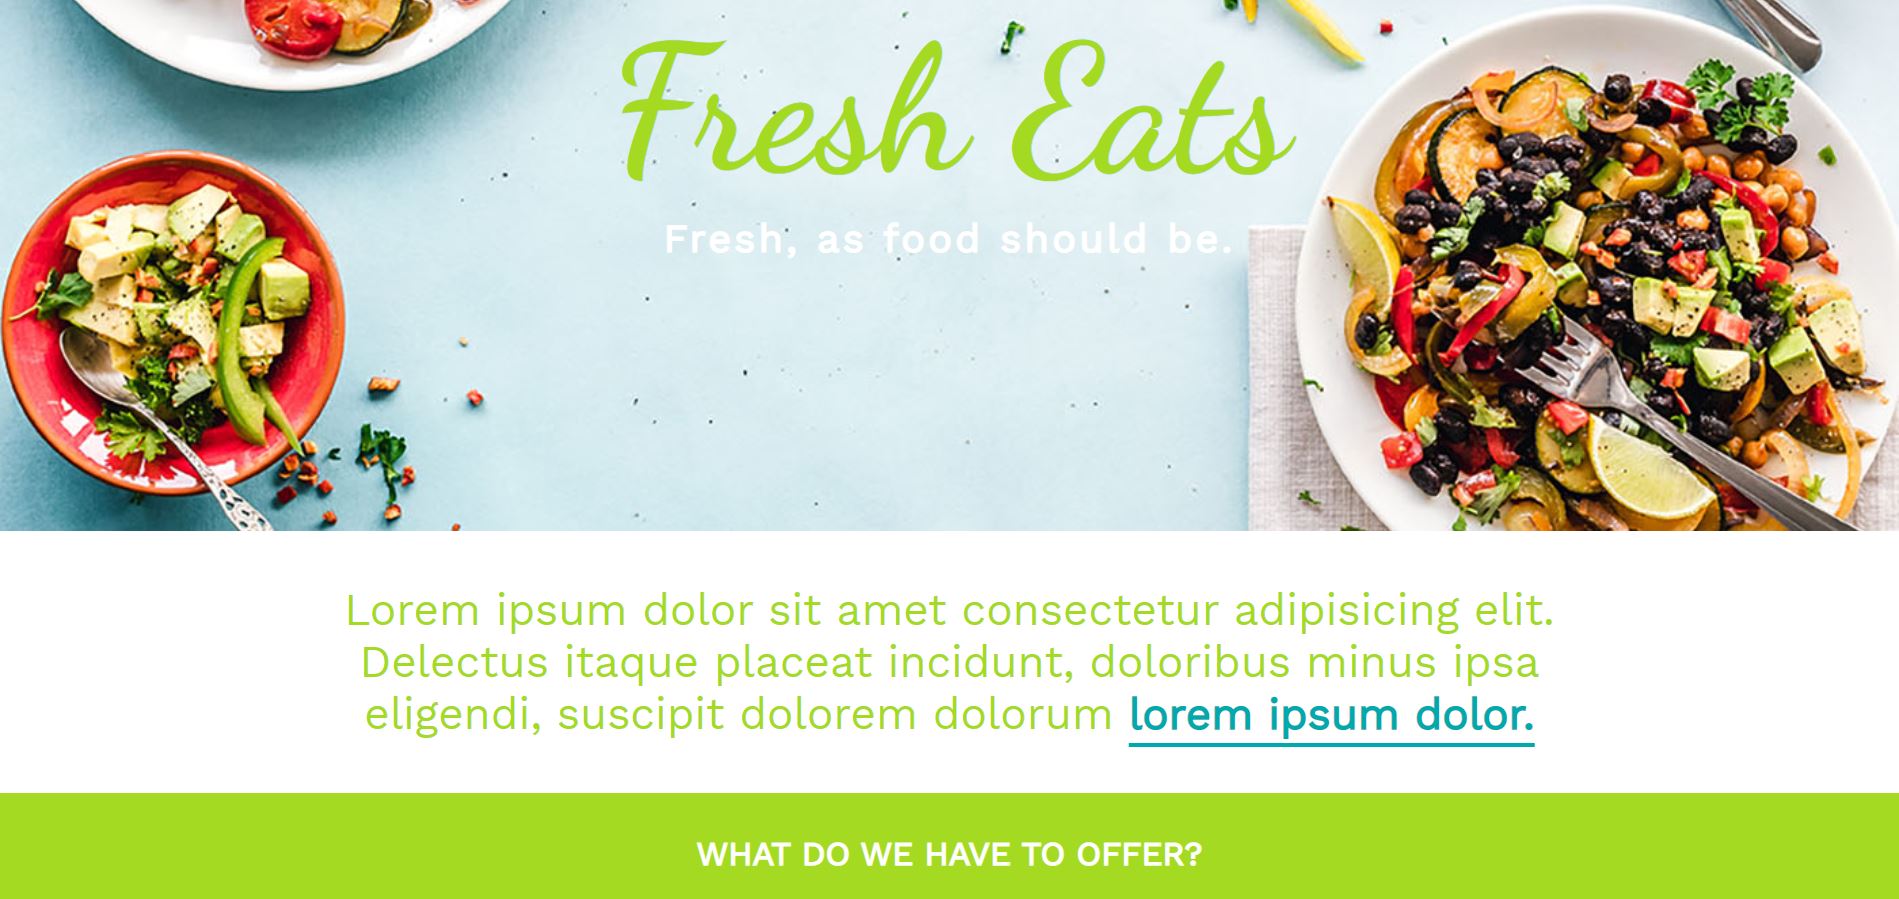 Fresh Eats
Fresh, as food should be.
Lorem ipsum dolor sit amet consectetur adipisicing elit.
Delectus itaque placeat incidunt, doloribus minus ipsa
eligendi, suscipit dolorem dolorum lorem ipsum dolor.
WHAT DO WE HAVE TO OFFER?